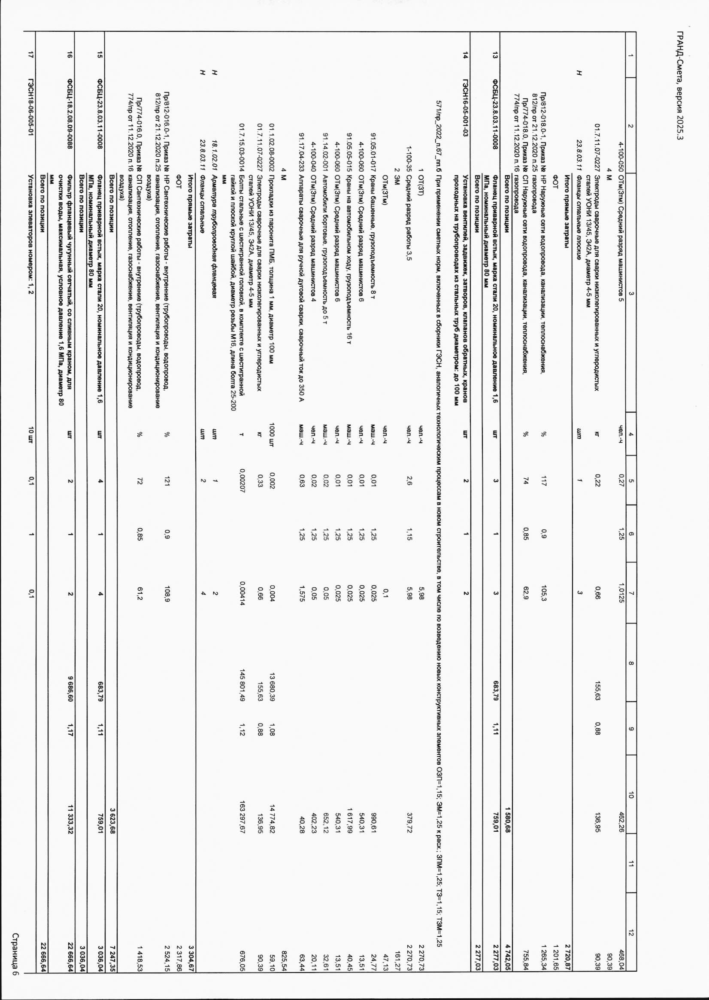 ГРАНД-Смета, версия 2025.3
1 2 3 4 5 6 7 8 9 10 11 12
4-100-050 ОТм(Зтм) Средний разряд машинистов 5 чел.-ч 0,27 1,25 1,0125 462,26 468,04
4 М 90,39
01.7.11.07-0227 Электроды сварочные для сварки низколегированных и углеродистых кг 0,22 0,66 155,63 0,88 136,95 90,39
сталей УОНИ 13/45, Э42А, диаметр 4-5 мм
Н 23.8.03.11 Фланцы стальные плоские шт 1 3
Итого прямые затраты 2 720,87
ФОТ 1 201,65
Пр/812-018.0-1, Приказ № НР Наружные сети водопровода, канализации, теплоснабжения, % 117 0,9 105,3 1 265,34
812/пр от 21.12.2020 п.25 газопровода
Пр/774-018.0, Приказ № СП Наружные сети водопровода, канализации, теплоснабжения, % 74 0,85 62,9 755,84
774/пр от 11.12.2020 п.16 газопровода
Всего по позиции 1 580,68 4 742,05
13 ФСБЦ-23.8.03.11-0008 Фланец приварной встык, марка стали 20, номинальное давление 1,6 шт 3 1 3 683,79 1,11 759,01 2 277,03
МПа, номинальный диаметр 80 мм
Всего по позиции 2 277,03
14 ГЭСН16-05-001-03 Установка вентилей, задвижек, затворов, клапанов обратных, кранов шт 2 1 2
проходных на трубопроводах из стальных труб диаметром: до 100 мм
571/пр_2022_п.67_пп.б При применении сметных норм, включенных в сборники ГЭСН, аналогичных технологическим процессам в новом строительстве, в том числе по возведению новых конструктивных элементов ОЗП=1,15; ЭМ=1,25 к расх.; ЗПМ=1,25; ТЗ=1,15; ТЗМ=1,25
1 ОТ(ЗТ) чел.-ч 5,98 2 270,73
1-100-35 Средний разряд работы 3,5 чел.-ч 2,6 1,15 5,98 379,72 2 270,73
2 ЭМ 161,27
ОТм(ЗТм) чел.-ч 0,1 47,13
91.05.01-017 Краны башенные, грузоподъемность 8 т маш.-ч 0,01 1,25 0,025 990,61 24,77
4-100-060 ОТм(Зтм) Средний разряд машинистов 6 чел.-ч 0,01 1,25 0,025 540,31 13,51
91.05.05-015 Краны на автомобильном ходу, грузоподъемность 16 т маш.-ч 0,01 1,25 0,025 1 617,99 40,45
4-100-060 ОТм(Зтм) Средний разряд машинистов 6 чел.-ч 0,01 1,25 0,025 540,31 13,51
91.14.02-001 Автомобили бортовые, грузоподъемность до 5 т маш.-ч 0,02 1,25 0,05 652,12 32,61
4-100-040 ОТм(Зтм) Средний разряд машинистов 4 чел.-ч 0,02 1,25 0,05 402,23 20,11
91.17.04-233 Аппараты сварочные для ручной дуговой сварки, сварочный ток до 350 А маш.-ч 0,63 1,25 1,575 40,28 63,44
4 М 825,54
01.1.02.08-0002 Прокладки из паронита ПМБ, толщина 1 мм, диаметр 100 мм 1000 шт 0,002 0,004 13 680,39 1,08 14 774,82 59,10
01.7.11.07-0227 Электроды сварочные для сварки низколегированных и углеродистых кг 0,33 0,66 155,63 0,88 136,95 90,39
сталей УОНИ 13/45, Э42А, диаметр 4-5 мм
01.7.15.03-0014 Болты стальные с шестигранной головкой, в комплекте с шестигранной т 0,00207 0,00414 145 801,49 1,12 163 297,67 676,05
гайкой и плоской круглой шайбой, диаметр резьбы М16, длина болта 25-200
мм
Н 18.1.02.01 Арматура трубопроводная фланцевая шт 1 2
Н 23.8.03.11 Фланцы стальные шт 2 4
Итого прямые затраты 3 304,67
ФОТ 2 317,86
Пр/812-016.0-1, Приказ № НР Сантехнические работы - внутренние (трубопроводы, водопровод, % 121 0,9 108,9 2 524,15
812/пр от 21.12.2020 п.25 канализация, отопление, газоснабжение, вентиляция и кондиционирование
воздуха)
Пр/774-016.0, Приказ № СП Сантехнические работы - внутренние (трубопроводы, водопровод, % 72 0,85 61,2 1 418,53
774/пр от 11.12.2020 п.16 канализация, отопление, газоснабжение, вентиляция и кондиционирование
воздуха)
Всего по позиции 3 623,68 7 247,35
15 ФСБЦ-23.8.03.11-0008 Фланец приварной встык, марка стали 20, номинальное давление 1,6 шт 4 1 4 683,79 1,11 759,01 3 036,04
МПа, номинальный диаметр 80 мм
Всего по позиции 3 036,04
16 ФСБЦ-18.2.08.09-0088 Фильтр фланцевый чугунный сетчатый, со сливным краном, для шт 2 1 2 9 686,60 1,17 11 333,32 22 666,64
очистки воды, максимальная, условное давление 1,6 МПа, диаметр 80
мм
Всего по позиции 22 666,64
17 ГЭСН18-06-005-01 Установка элеваторов номером: 1, 2 10 шт 0,1 1 0,1
Страница 6